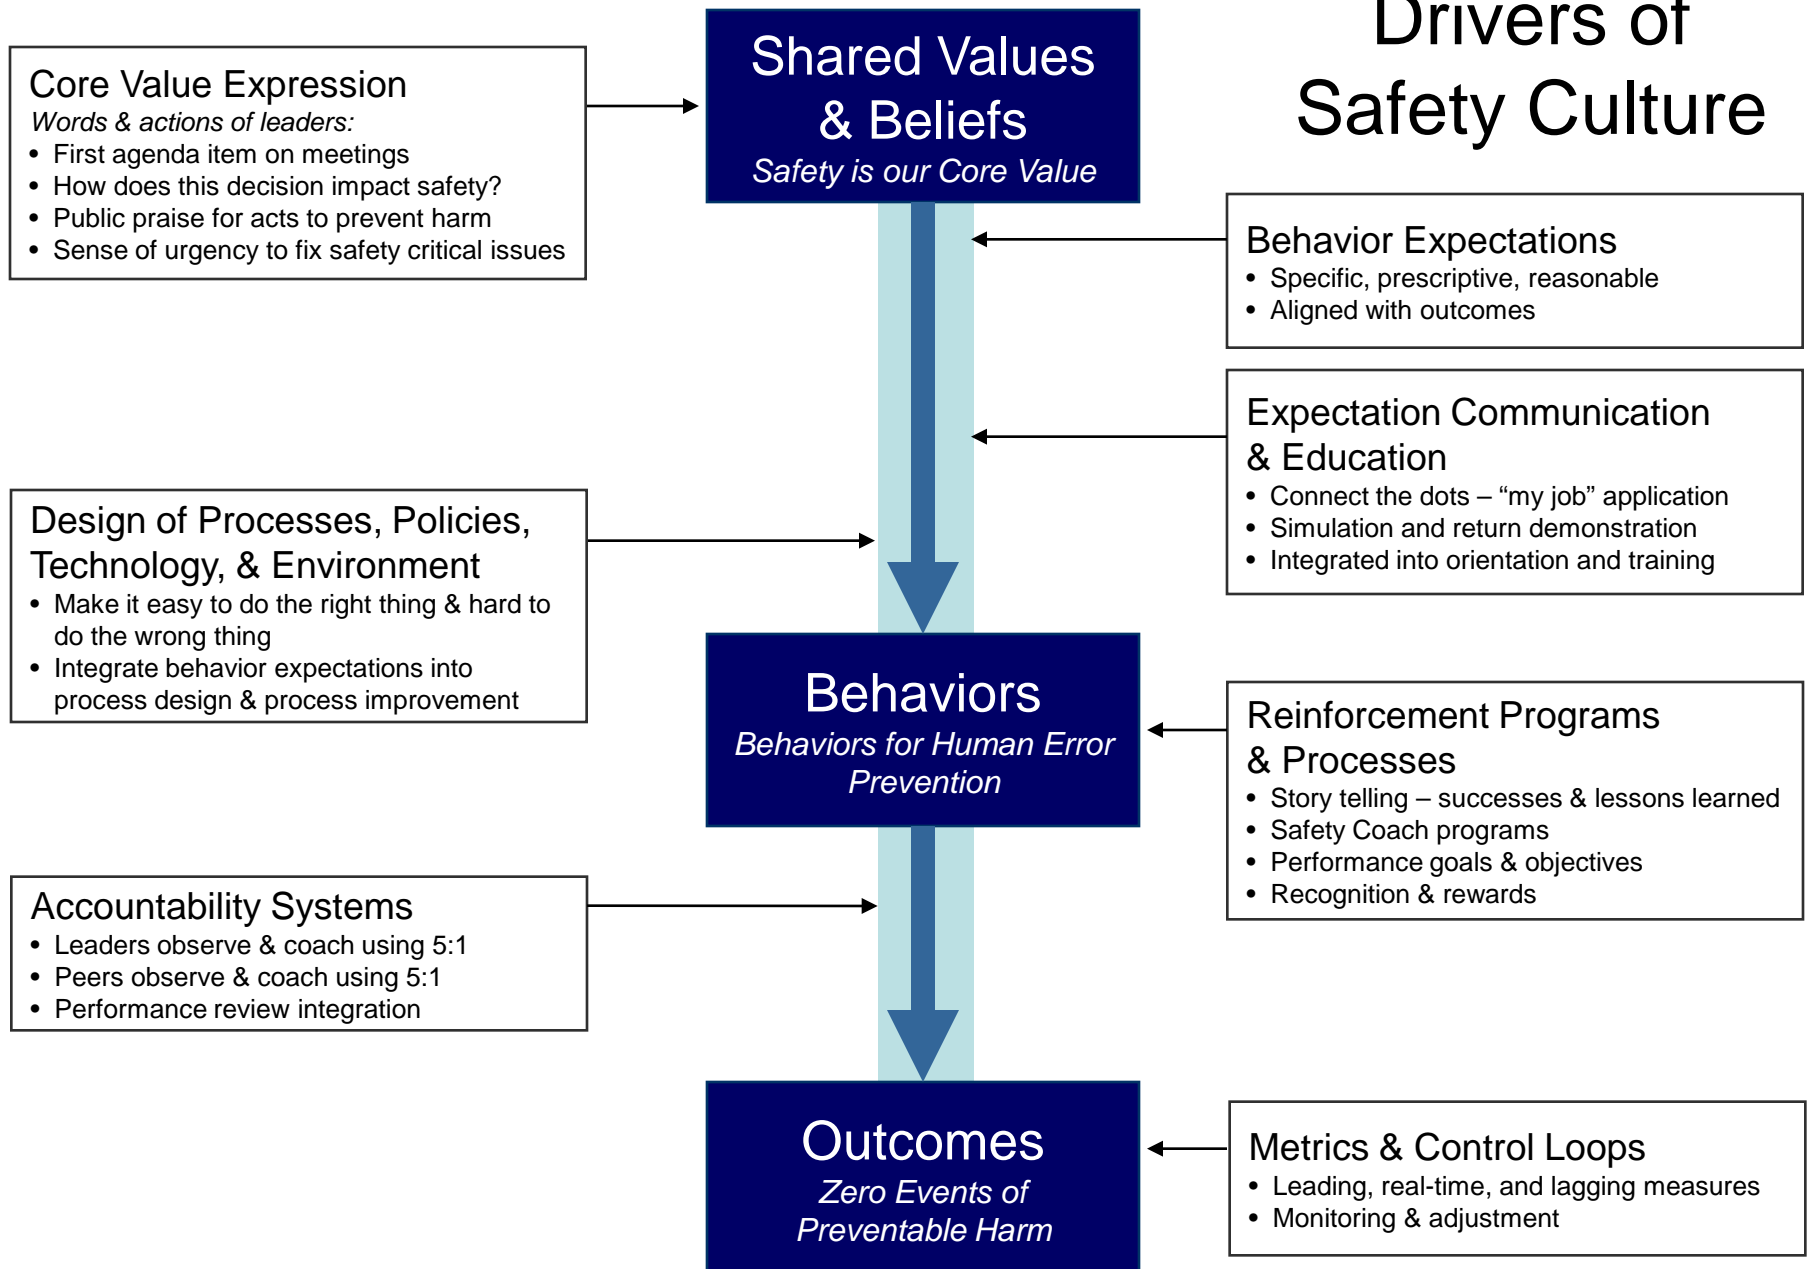 Drivers of
Safety Culture
Shared Values
& Beliefs
Safety is our Core Value
Core Value Expression
Words & actions of leaders:
• First agenda item on meetings
• How does this decision impact safety?
• Public praise for acts to prevent harm
• Sense of urgency to fix safety critical issues
Behavior Expectations
• Specific, prescriptive, reasonable
• Aligned with outcomes
Expectation Communication
& Education
• Connect the dots – “my job” application
• Simulation and return demonstration
• Integrated into orientation and training
Design of Processes, Policies,
Technology, & Environment
• Make it easy to do the right thing & hard to
do the wrong thing
• Integrate behavior expectations into
process design & process improvement
Behaviors
Behaviors for Human Error
Prevention
Reinforcement Programs
& Processes
• Story telling – successes & lessons learned
• Safety Coach programs
• Performance goals & objectives
• Recognition & rewards
Accountability Systems
• Leaders observe & coach using 5:1
• Peers observe & coach using 5:1
• Performance review integration
Outcomes
Zero Events of
Preventable Harm
Metrics & Control Loops
• Leading, real-time, and lagging measures
• Monitoring & adjustment